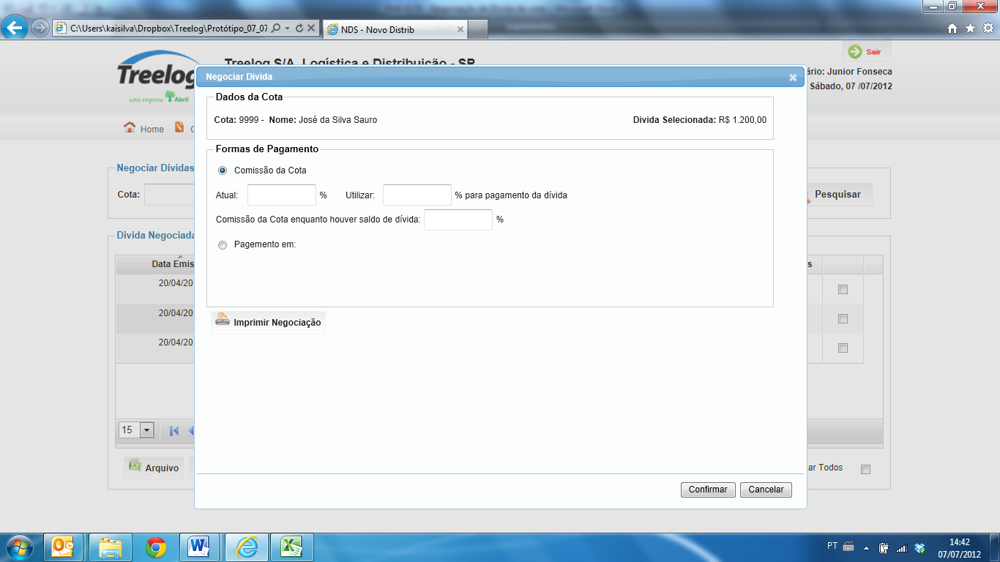 C:\Users\kaisilva\Dropbox\Treelog\Protótipo_07_07
NDS - Novo Distrib
Treelog S/A. Logística e Distribuição - SP
Treelog
uma empresa Abril
Sair
ário: Junior Fonseca
Sábado, 07 /07/2012
Home
Negociar Divida
Dados da Cota
Cota: 9999 - Nome: José da Silva Sauro
Divida Selecionada: R$ 1.200,00
Formas de Pagamento
Comissão da Cota
Atual: % Utilizar: % para pagamento da dívida
Comissão da Cota enquanto houver saldo de dívida: %
Pagemento em:
Imprimir Negociação
Confirmar Cancelar
Negociar Dividas
Cota:
Pesquisar
Divida Negociada
Data Emis
s
20/04/20
20/04/20
20/04/20
15
Arquivo
ar Todos
PT
14:42
07/07/2012